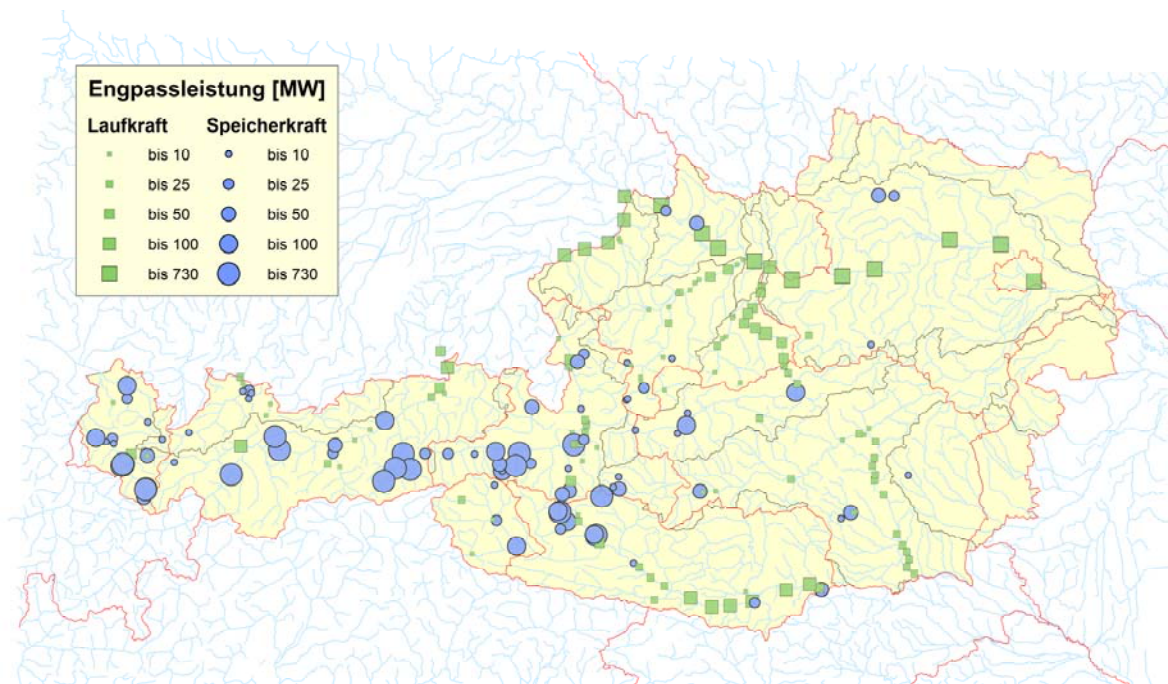 Engpassleistung [MW]
Laufkraft Speicherkraft
bis 10 bis 10
bis 25 bis 25
bis 50 bis 50
bis 100 bis 100
bis 730 bis 730